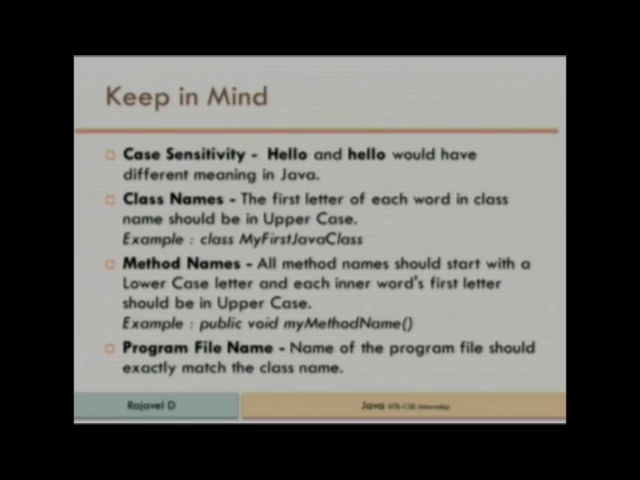 Keep in Mind
Case Sensitivity - Hello and hello would have
different meaning in Java.
Class Names - The first letter of each word in class
name should be in Upper Case.
Example : class MyFirstJavaClass
Method Names - All method names should start with a
Lower Case letter and each inner word's first letter
should be in Upper Case.
Example : public void myMethodName()
Program File Name - Name of the program file should
exactly match the class name.
Rajavel D
Java IITB-CSE-Internship